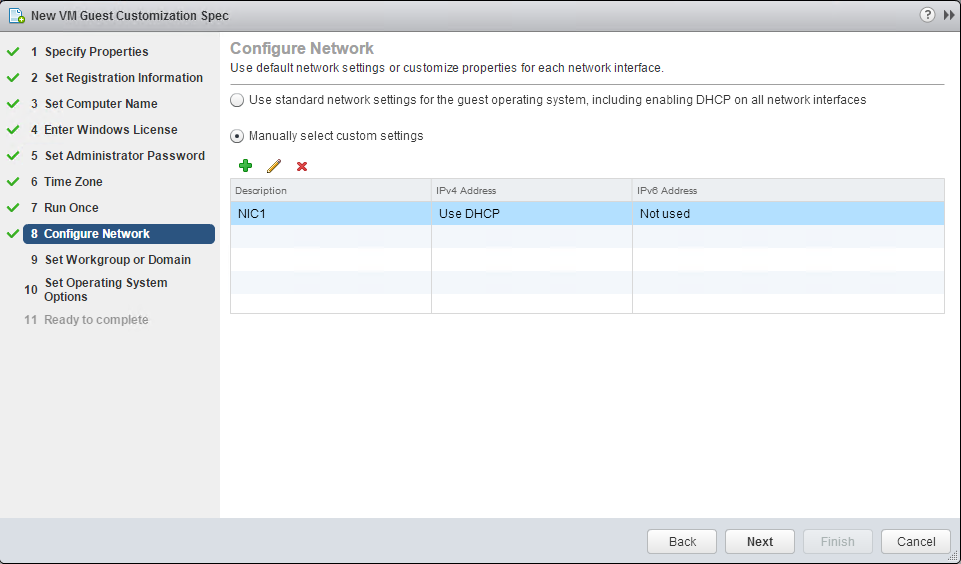 New VM Guest Customization Spec
?
1 Specify Properties
2 Set Registration Information
3 Set Computer Name
4 Enter Windows License
5 Set Administrator Password
6 Time Zone
7 Run Once
8 Configure Network
9 Set Workgroup or Domain
10 Set Operating System
Options
11 Ready to complete
Configure Network
Use default network settings or customize properties for each network interface.
Use standard network settings for the guest operating system, including enabling DHCP on all network interfaces
Manually select custom settings
Description IPv4 Address IPv6 Address
NIC1 Use DHCP Not used
Back Next Finish Cancel